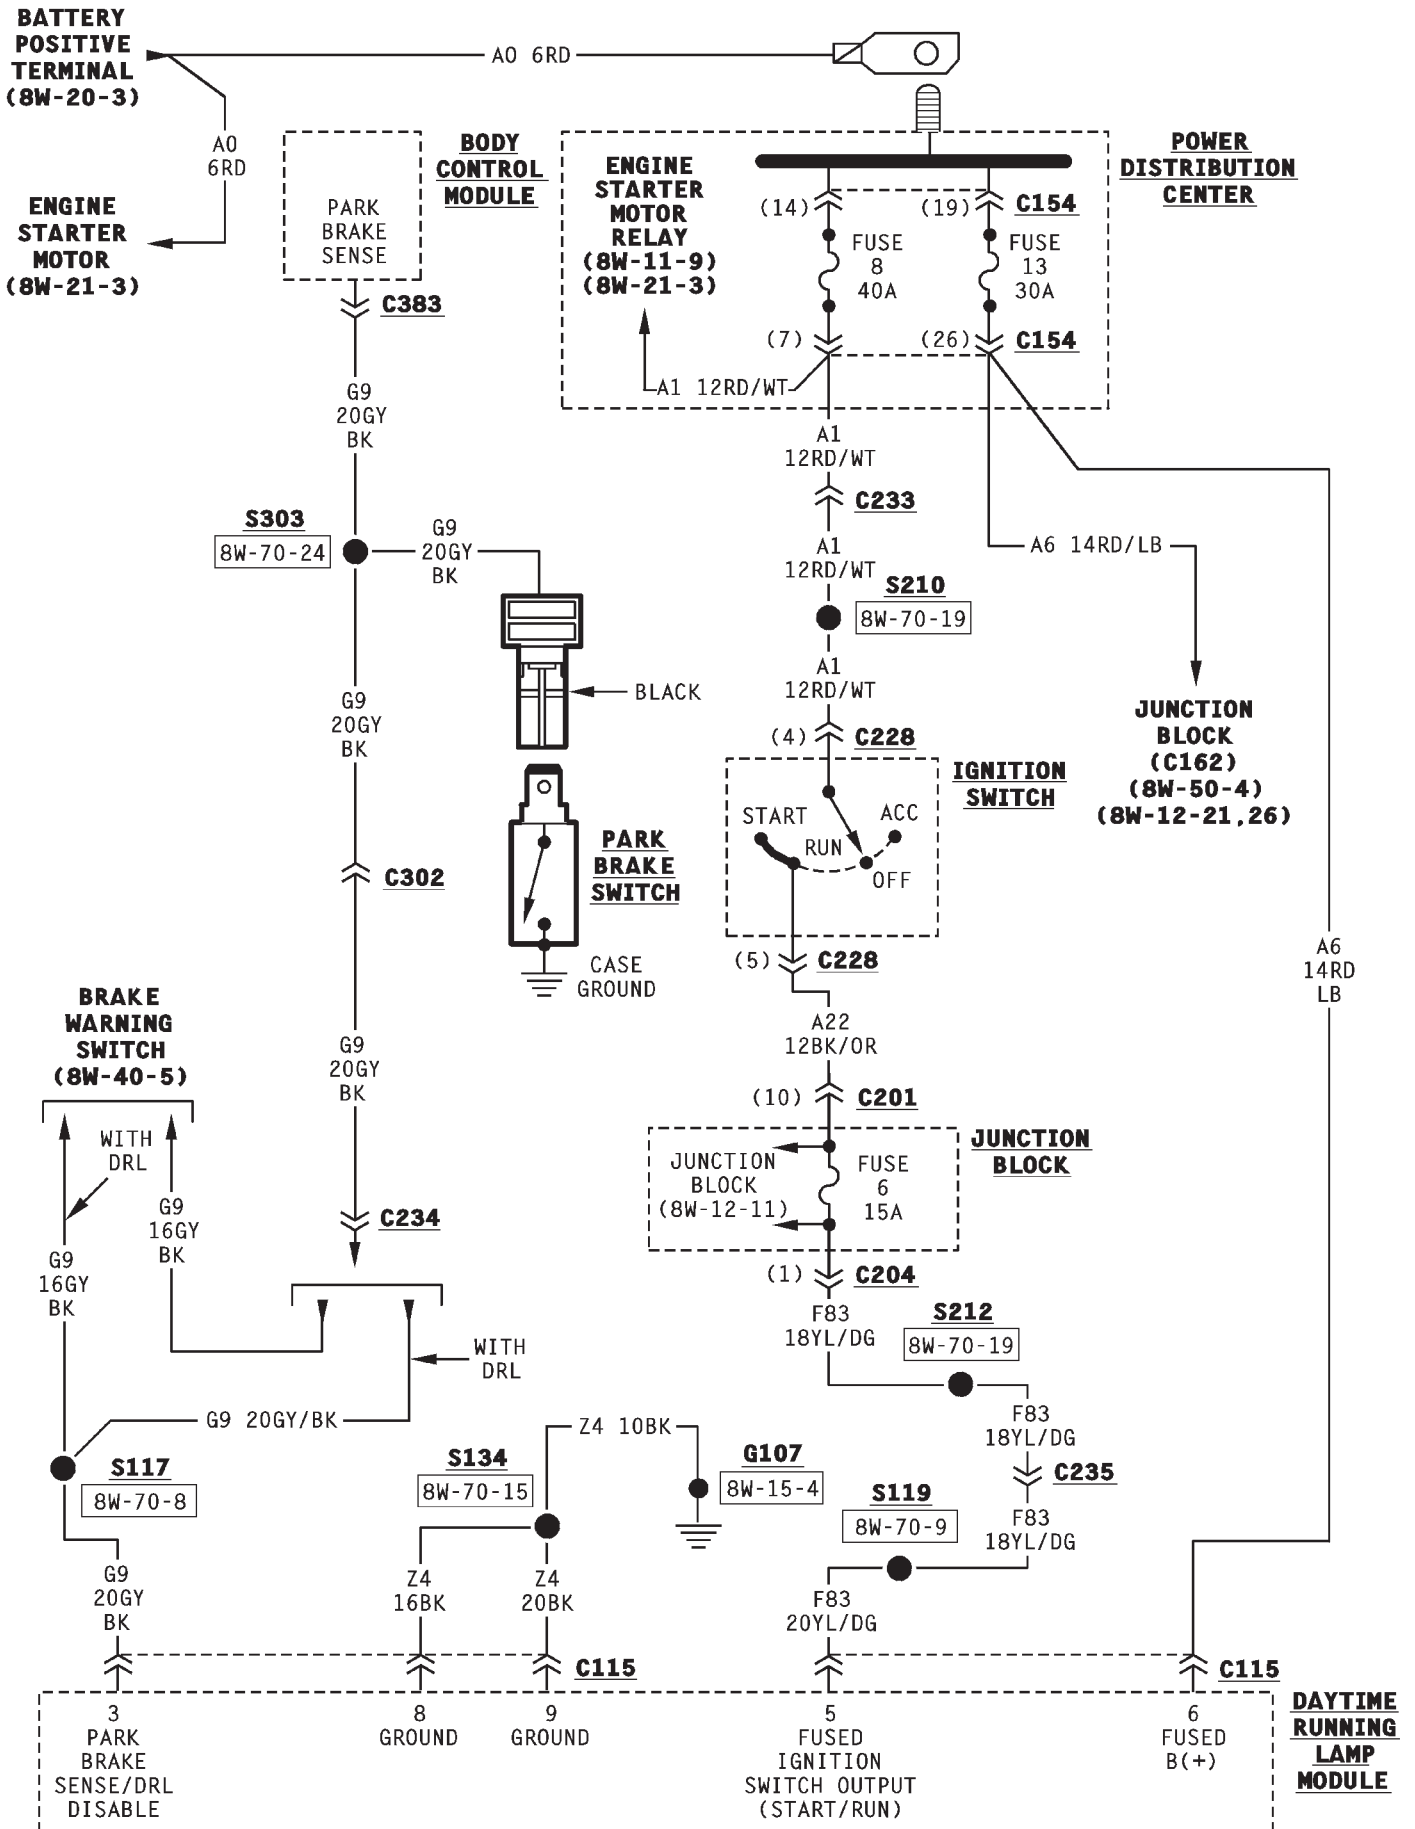 BATTERY
POSITIVE
TERMINAL
(8W-20-3)
A0 6RD
A0
6RD
ENGINE
STARTER
MOTOR
(8W-21-3)
BODY
CONTROL
MODULE
PARK
BRAKE
SENSE
C383
POWER
DISTRIBUTION
CENTER
ENGINE
STARTER
MOTOR
RELAY
(8W-11-9)
(8W-21-3)
(14)
(19)
C154
FUSE
8
40A
FUSE
13
30A
(7)
(26)
C154
A1 12RD/WT
G9
20GY
BK
A1
12RD/WT
C233
S303
8W-70-24
G9
20GY
BK
A1
12RD/WT
A6 14RD/LB
S210
8W-70-19
A1
12RD/WT
BLACK
G9
20GY
BK
JUNCTION
BLOCK
(C162)
(8W-50-4)
(8W-12-21,26)
(4)
C228
IGNITION
SWITCH
START
RUN
ACC
OFF
PARK
BRAKE
SWITCH
C302
CASE
GROUND
(5)
C228
A6
14RD
LB
BRAKE
WARNING
SWITCH
(8W-40-5)
G9
20GY
BK
A22
12BK/OR
(10)
C201
WITH
DRL
JUNCTION
BLOCK
JUNCTION
BLOCK
(8W-12-11)
FUSE
6
15A
G9
16GY
BK
C234
G9
16GY
BK
(1)
C204
F83
18YL/DG
S212
8W-70-19
WITH
DRL
G9 20GY/BK
Z4 10BK
F83
18YL/DG
S117
8W-70-8
S134
8W-70-15
G107
8W-15-4
C235
S119
8W-70-9
F83
18YL/DG
G9
20GY
BK
Z4
16BK
Z4
20BK
F83
20YL/DG
C115
C115
3
PARK
BRAKE
SENSE/DRL
DISABLE
8
GROUND
9
GROUND
5
FUSED
IGNITION
SWITCH OUTPUT
(START/RUN)
6
FUSED
B(+)
DAYTIME
RUNNING
LAMP
MODULE